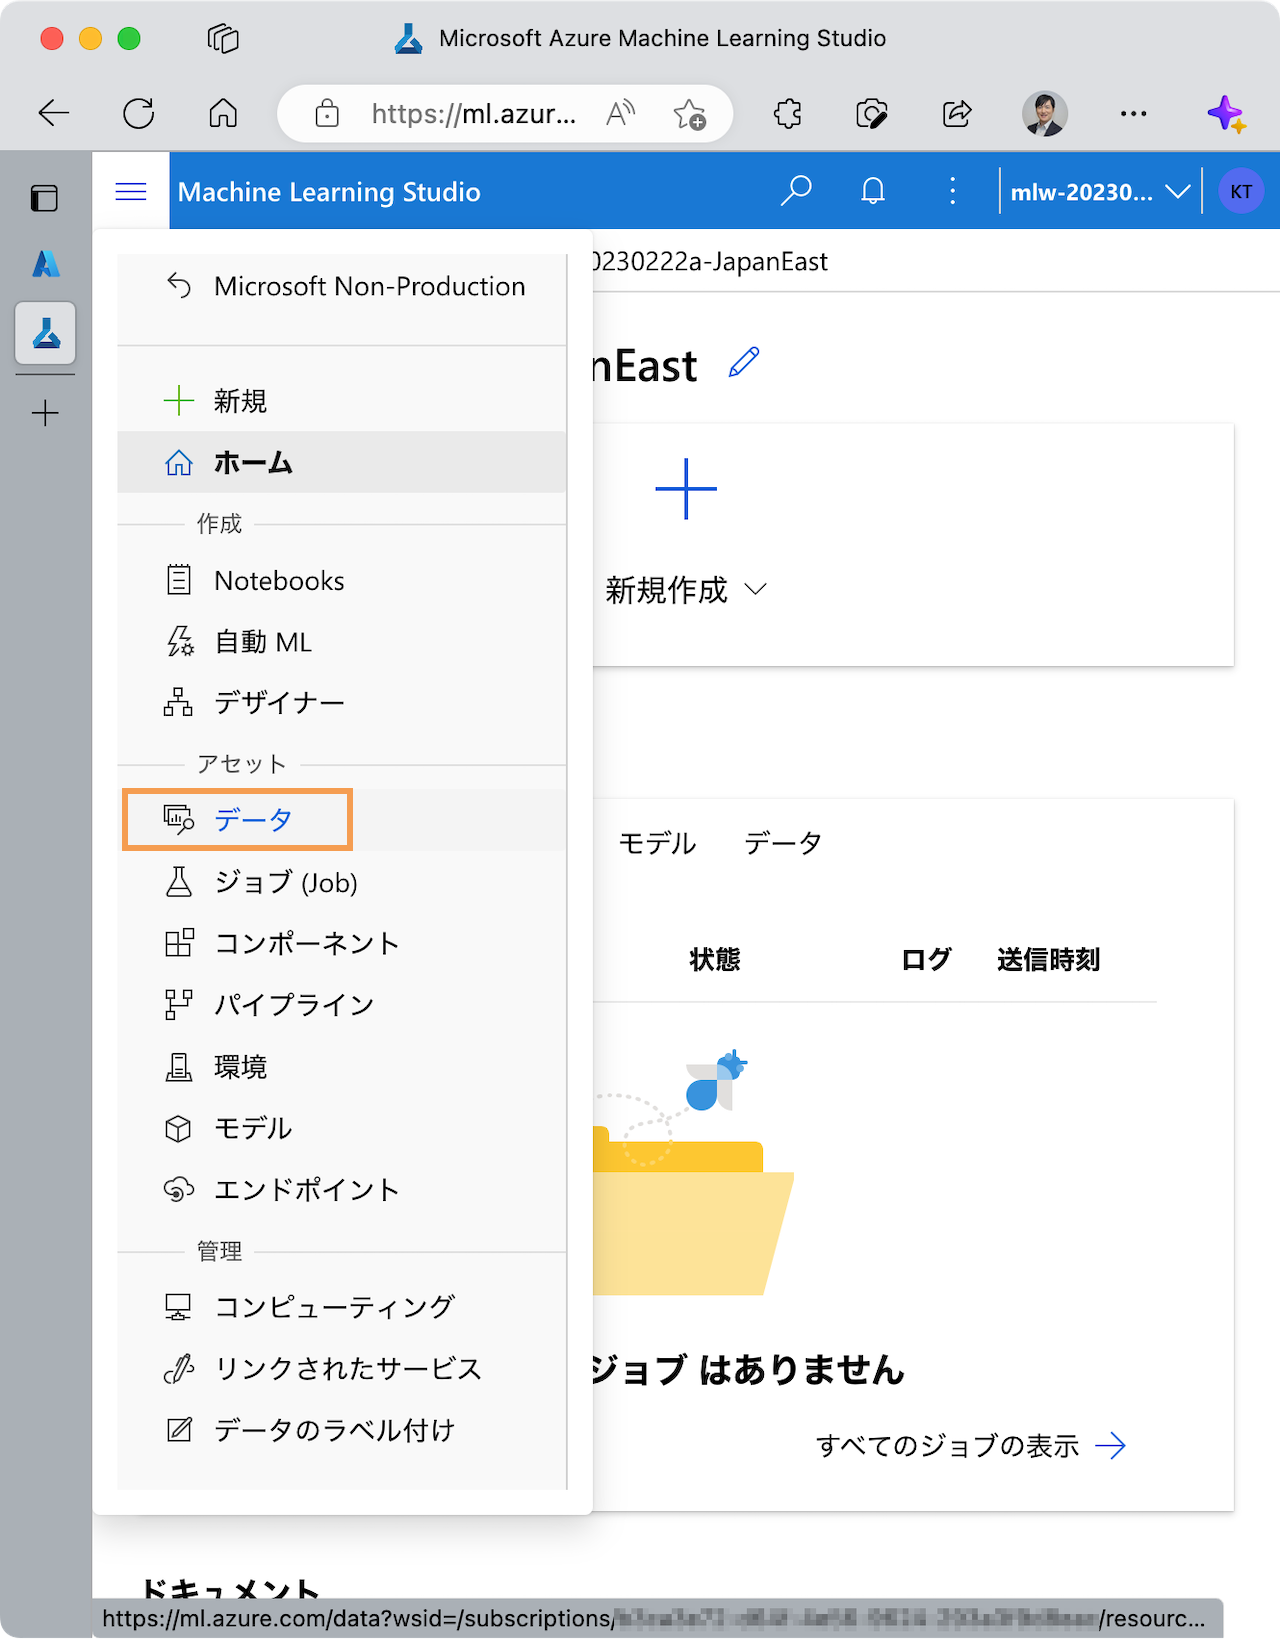 Microsoft Azure Machine Learning Studio
https://ml.azur...
Machine Learning Studio
mlw-20230...
KT
Microsoft Non-Production
0230222a-JapanEast
nEast
新規
ホーム
作成
Notebooks
自動 ML
デザイナー
新規作成
アセット
データ
ジョブ (Job)
コンポーネント
パイプライン
環境
モデル
エンドポイント
管理
コンピューティング
リンクされたサービス
データのラベル付け
モデル データ
状態 ログ 送信時刻
ジョブ はありません
すべてのジョブの表示
ドキュメント
https://ml.azure.com/data?wsid=/subscriptions/ /resourc...